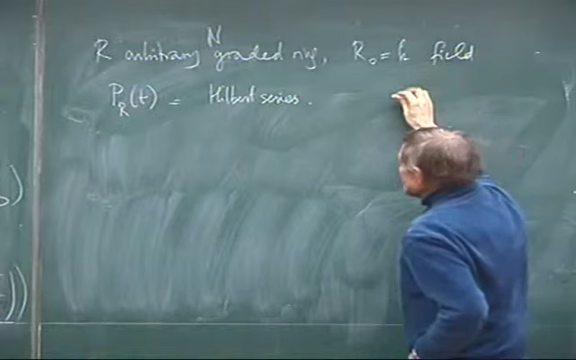 R arbitrary N graded ring, R₀ = k field
P_R(t) = Hilbert series.